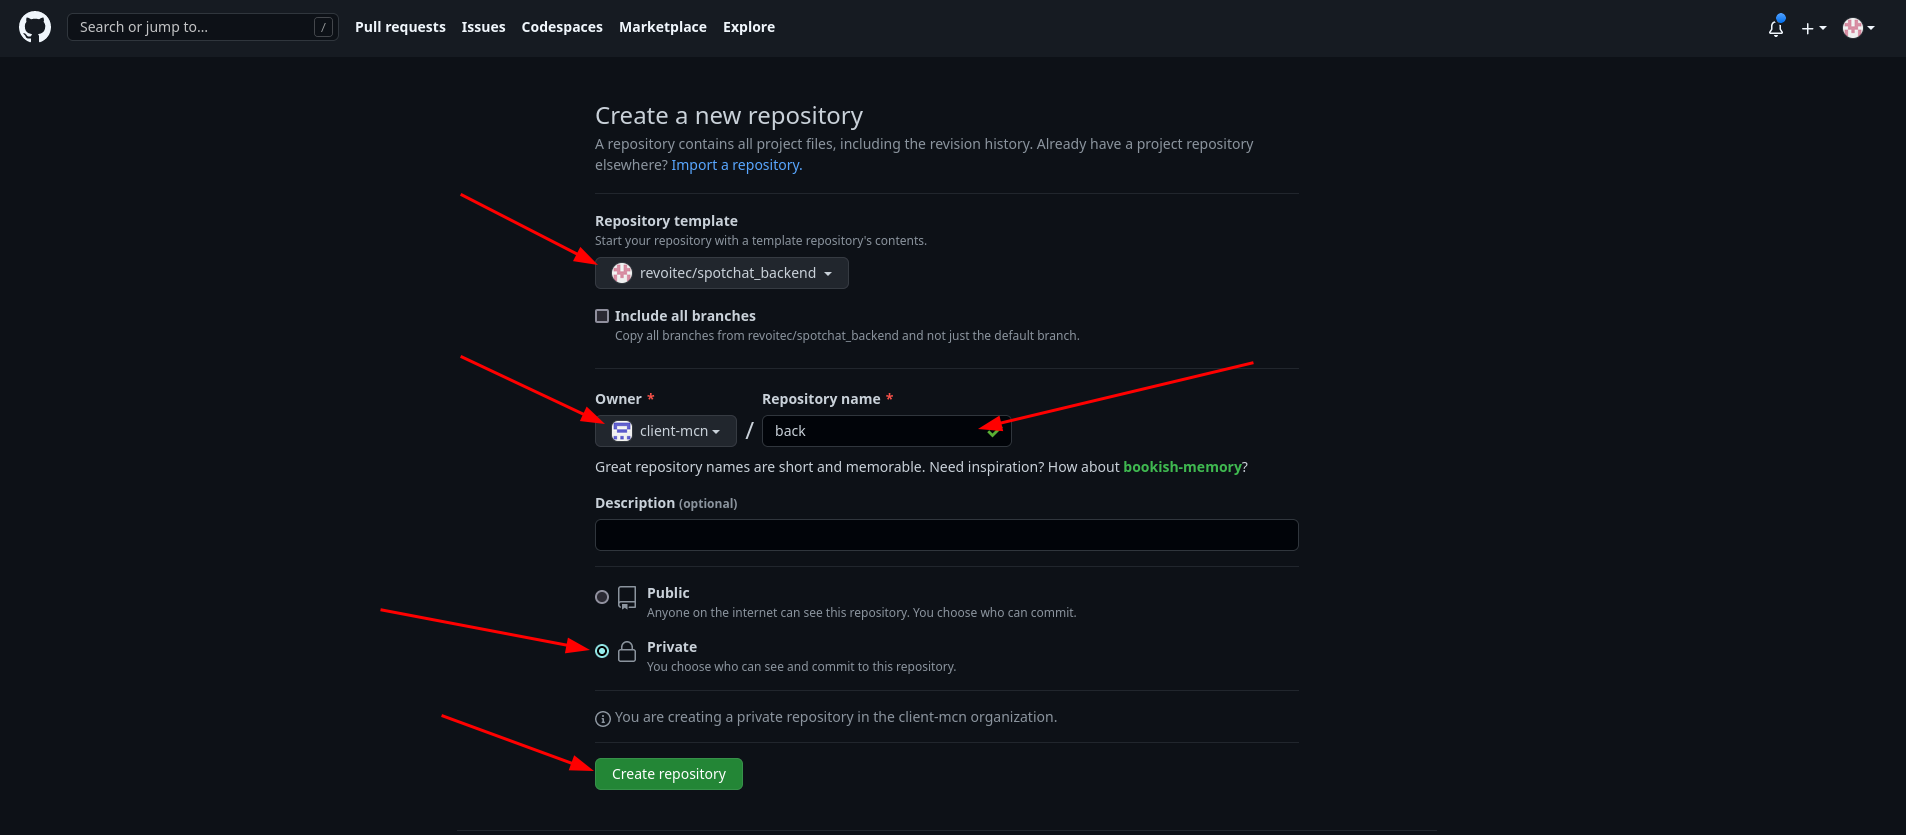 Search or jump to... /
Pull requests Issues Codespaces Marketplace Explore
Create a new repository
A repository contains all project files, including the revision history. Already have a project repository
elsewhere? Import a repository.
Repository template
Start your repository with a template repository's contents.
revoitec/spotchat_backend
Include all branches
Copy all branches from revoitec/spotchat_backend and not just the default branch.
Owner * Repository name *
client-mcn / back
Great repository names are short and memorable. Need inspiration? How about bookish-memory?
Description (optional)
Public
Anyone on the internet can see this repository. You choose who can commit.
Private
You choose who can see and commit to this repository.
You are creating a private repository in the client-mcn organization.
Create repository